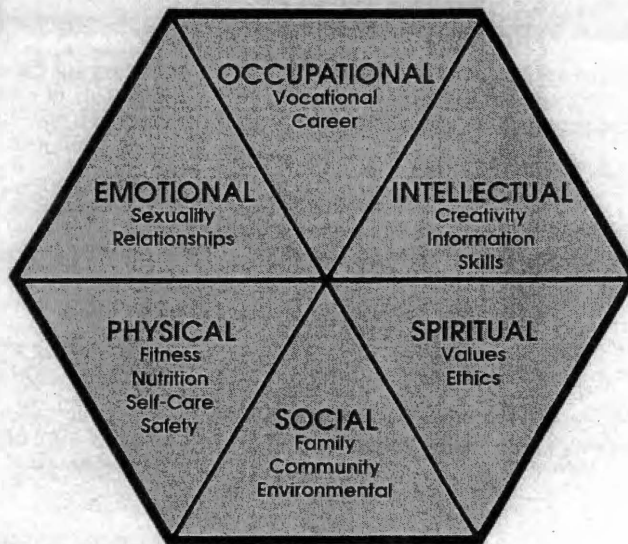 OCCUPATIONAL
Vocational
Career
EMOTIONAL
Sexuality
Relationships
INTELLECTUAL
Creativity
Information
Skills
PHYSICAL
Fitness
Nutrition
Self-Care
Safety
SOCIAL
Family
Community
Environmental
SPIRITUAL
Values
Ethics